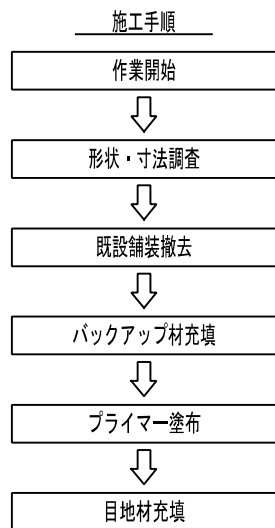 施工手順
作業開始
形状・寸法調査
既設舗装撤去
バックアップ材充填
プライマー塗布
目地材充填